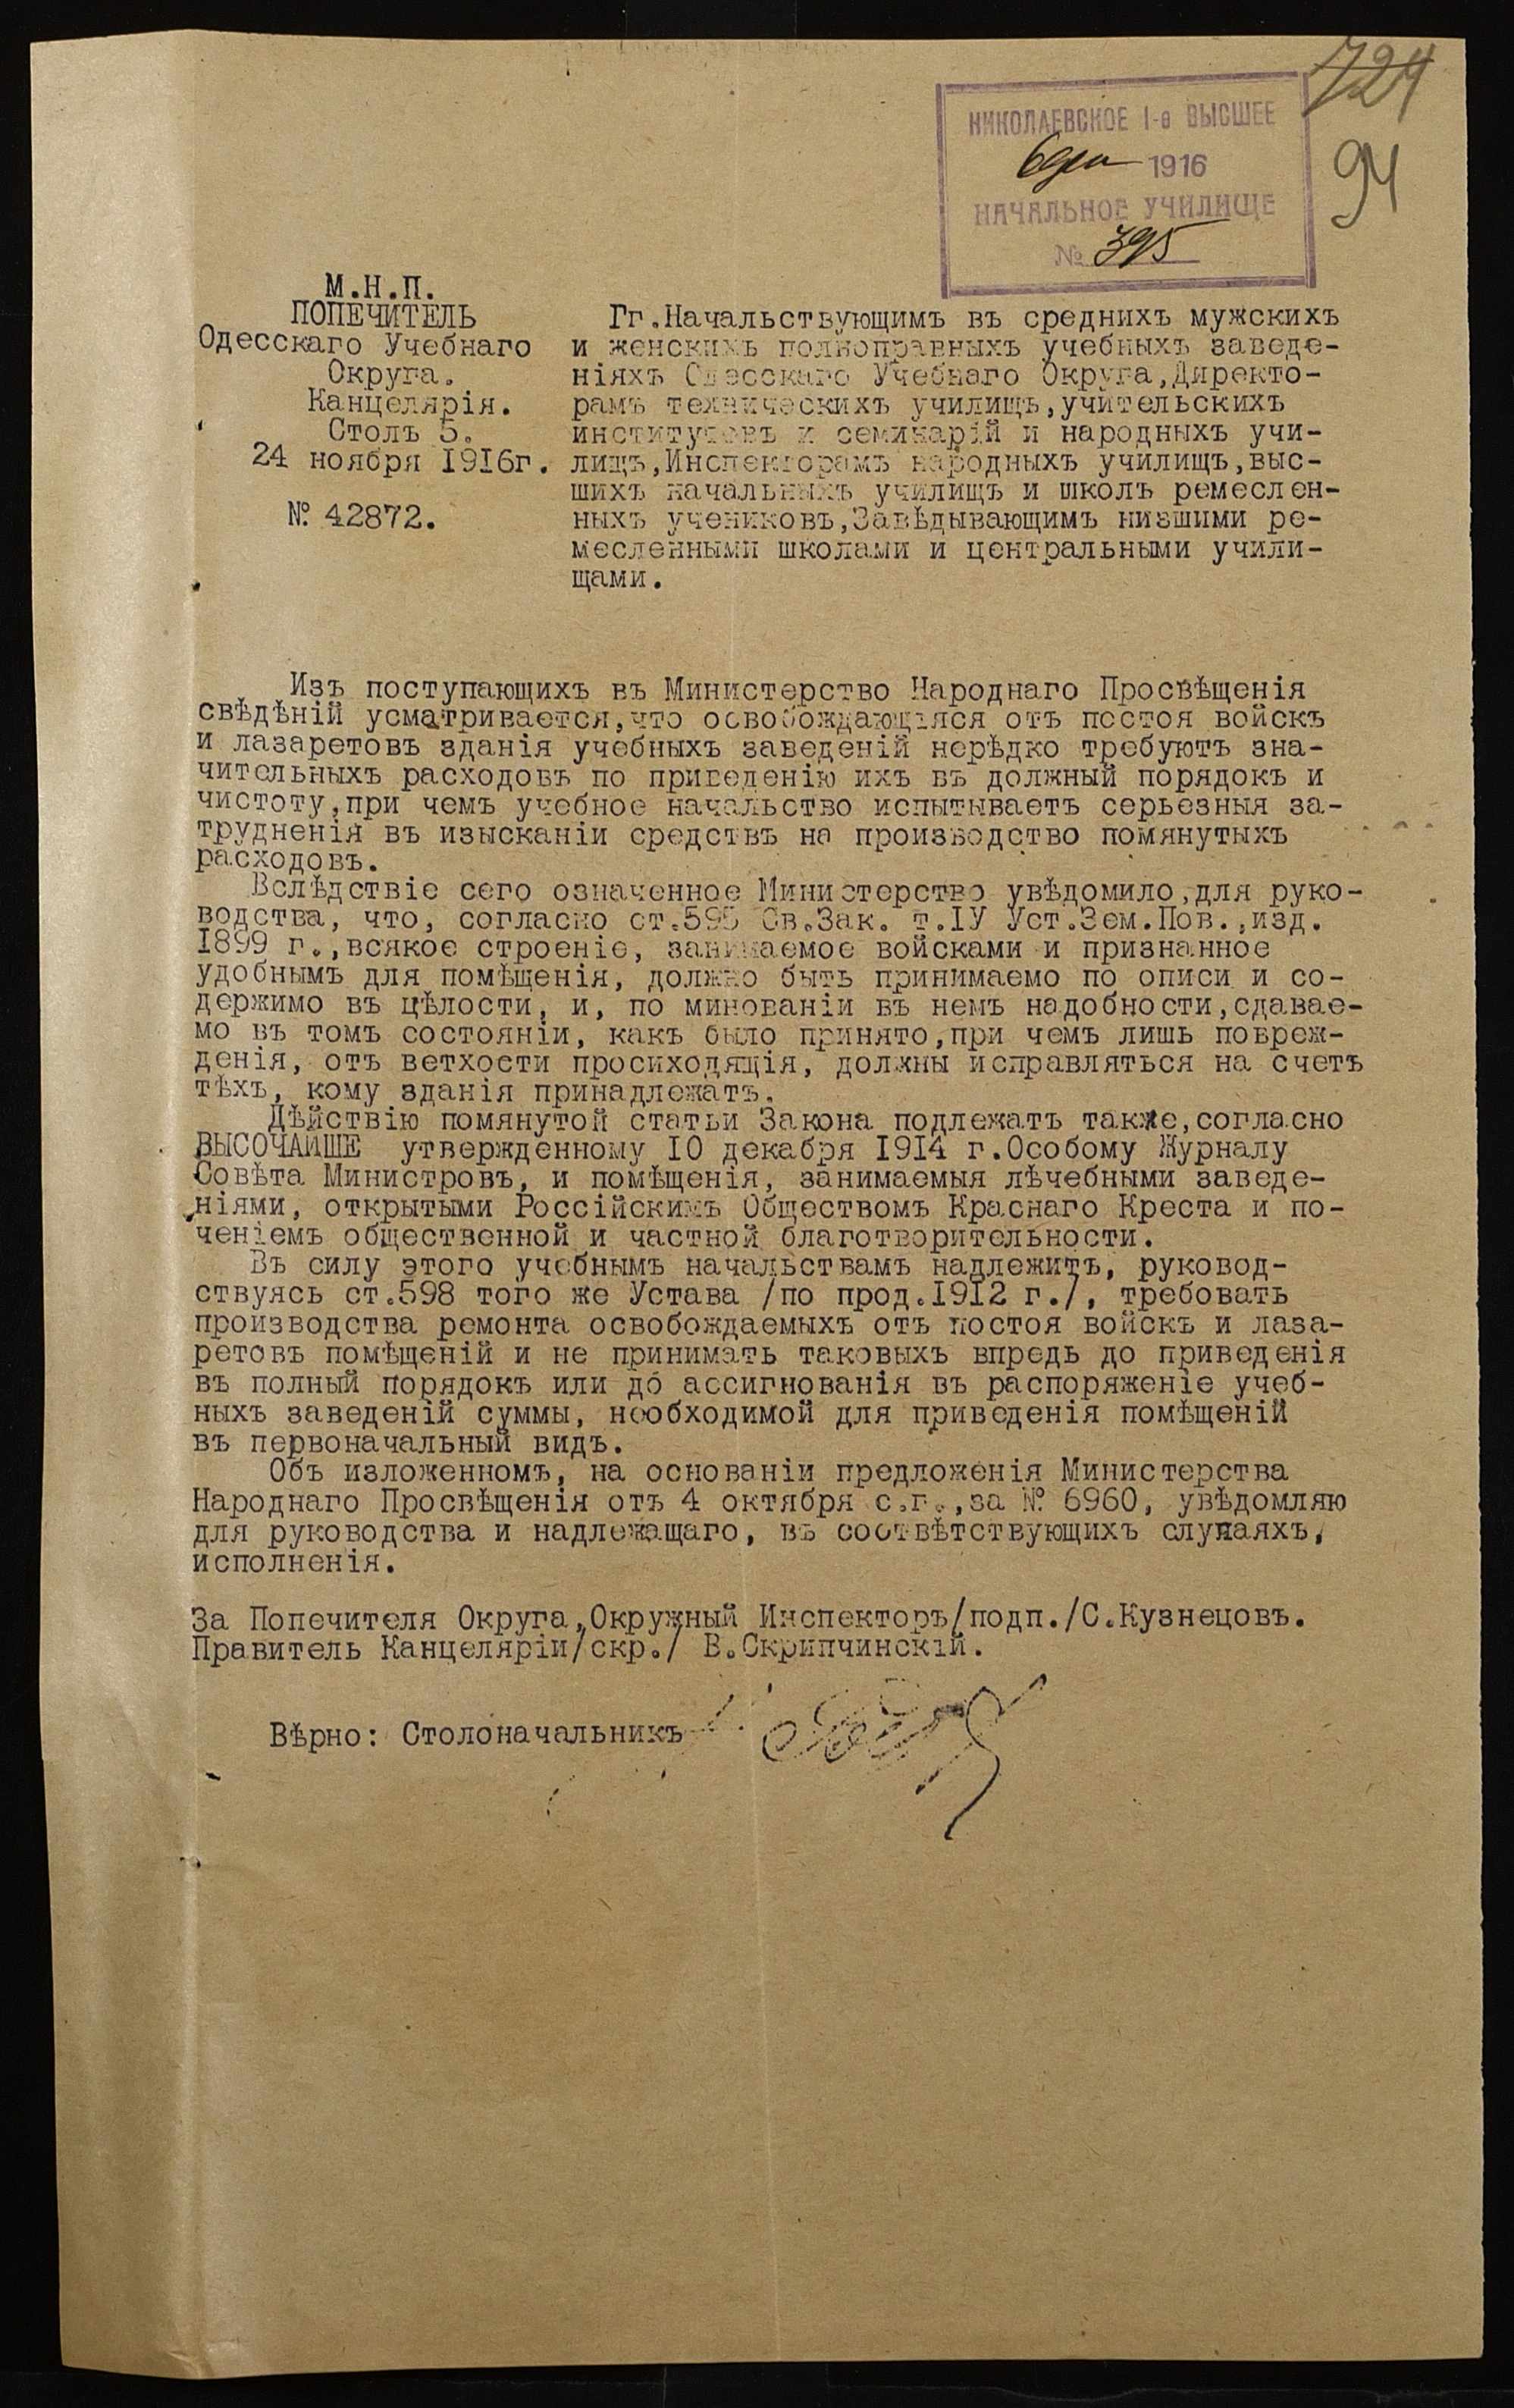 724
94
НИКОЛАЕВСКОЕ 1-е ВЫСШЕЕ
1916
НАЧАЛЬНОЕ УЧИЛИЩЕ
№ 395
М.Н.П.
ПОПЕЧИТЕЛЬ
Одесскаго Учебнаго
Округа.
Канцелярія.
Столъ 5.
24 ноября 1916г.
№ 42872.
Гг.Начальствующимъ въ среднихъ мужскихъ
и женскихъ полноправныхъ учебныхъ заведе-
ніяхъ Одесскаго Учебнаго Округа,Директо-
рамъ техническихъ училищъ,учительскихъ
институтовъ и семинарій и народныхъ учи-
лищъ,Инспекторамъ народныхъ училищъ,выс-
шихъ начальныхъ училищъ и школъ ремеслен-
ныхъ учениковъ,Завѣдывающимъ низшими ре-
месленными школами и центральными учили-
щами.
Изъ поступающихъ въ Министерство Народнаго Просвѣщенія
свѣдѣній усматривается,что освобождающіяся отъ постоя войскъ
и лазаретовъ зданія учебныхъ заведеній нерѣдко требуютъ зна-
чительныхъ расходовъ по приведенію ихъ въ должный порядокъ и
чистоту,при чемъ учебное начальство испытываетъ серьезныя за-
трудненія въ изысканіи средствъ на производство помянутыхъ
расходовъ.
Вслѣдствіе сего означенное Министерство увѣдомило,для руко-
водства, что, согласно ст.595 Св.Зак. т.IУ Уст.Зем.Пов.,изд.
1899 г.,всякое строеніе, занимаемое войсками и признанное
удобнымъ для помѣщенія, должно быть принимаемо по описи и со-
держимо въ цѣлости, и, по минованіи въ немъ надобности,сдавае-
мо въ томъ состояніи, какъ было принято,при чемъ лишь повреж-
денія, отъ ветхости просиходящія, должны исправляться на счетъ
тѣхъ, кому зданія принадлежатъ.
Дѣйствію помянутой статьи Закона подлежатъ также,согласно
ВЫСОЧАЙШЕ утвержденному 10 декабря 1914 г.Особому Журналу
Совѣта Министровъ, и помѣщенія, занимаемыя лѣчебными заведе-
ніями, открытыми Россійскимъ Обществомъ Краснаго Креста и по-
ченіемъ общественной и частной благотворительности.
Въ силу этого учебнымъ начальствамъ надлежитъ, руковод-
ствуясь ст.598 того же Устава /по прод.1912 г./, требовать
производства ремонта освобождаемыхъ отъ постоя войскъ и лаза-
ретовъ помѣщеній и не принимать таковыхъ впредь до приведенія
въ полный порядокъ или до ассигнованія въ распоряженіе учеб-
ныхъ заведеній суммы, необходимой для приведенія помѣщеній
въ первоначальный видъ.
Объ изложенномъ, на основаніи предложенія Министерства
Народнаго Просвѣщенія отъ 4 октября с.г.,за № 6960, увѣдомляю
для руководства и надлежащаго, въ соотвѣтствующихъ случаяхъ,
исполненія.
За Попечителя Округа,Окружный Инспекторъ/подп./С.Кузнецовъ.
Правитель Канцеляріи/скр./ В.Скрипчинскій.
Вѣрно: Столоначальникъ